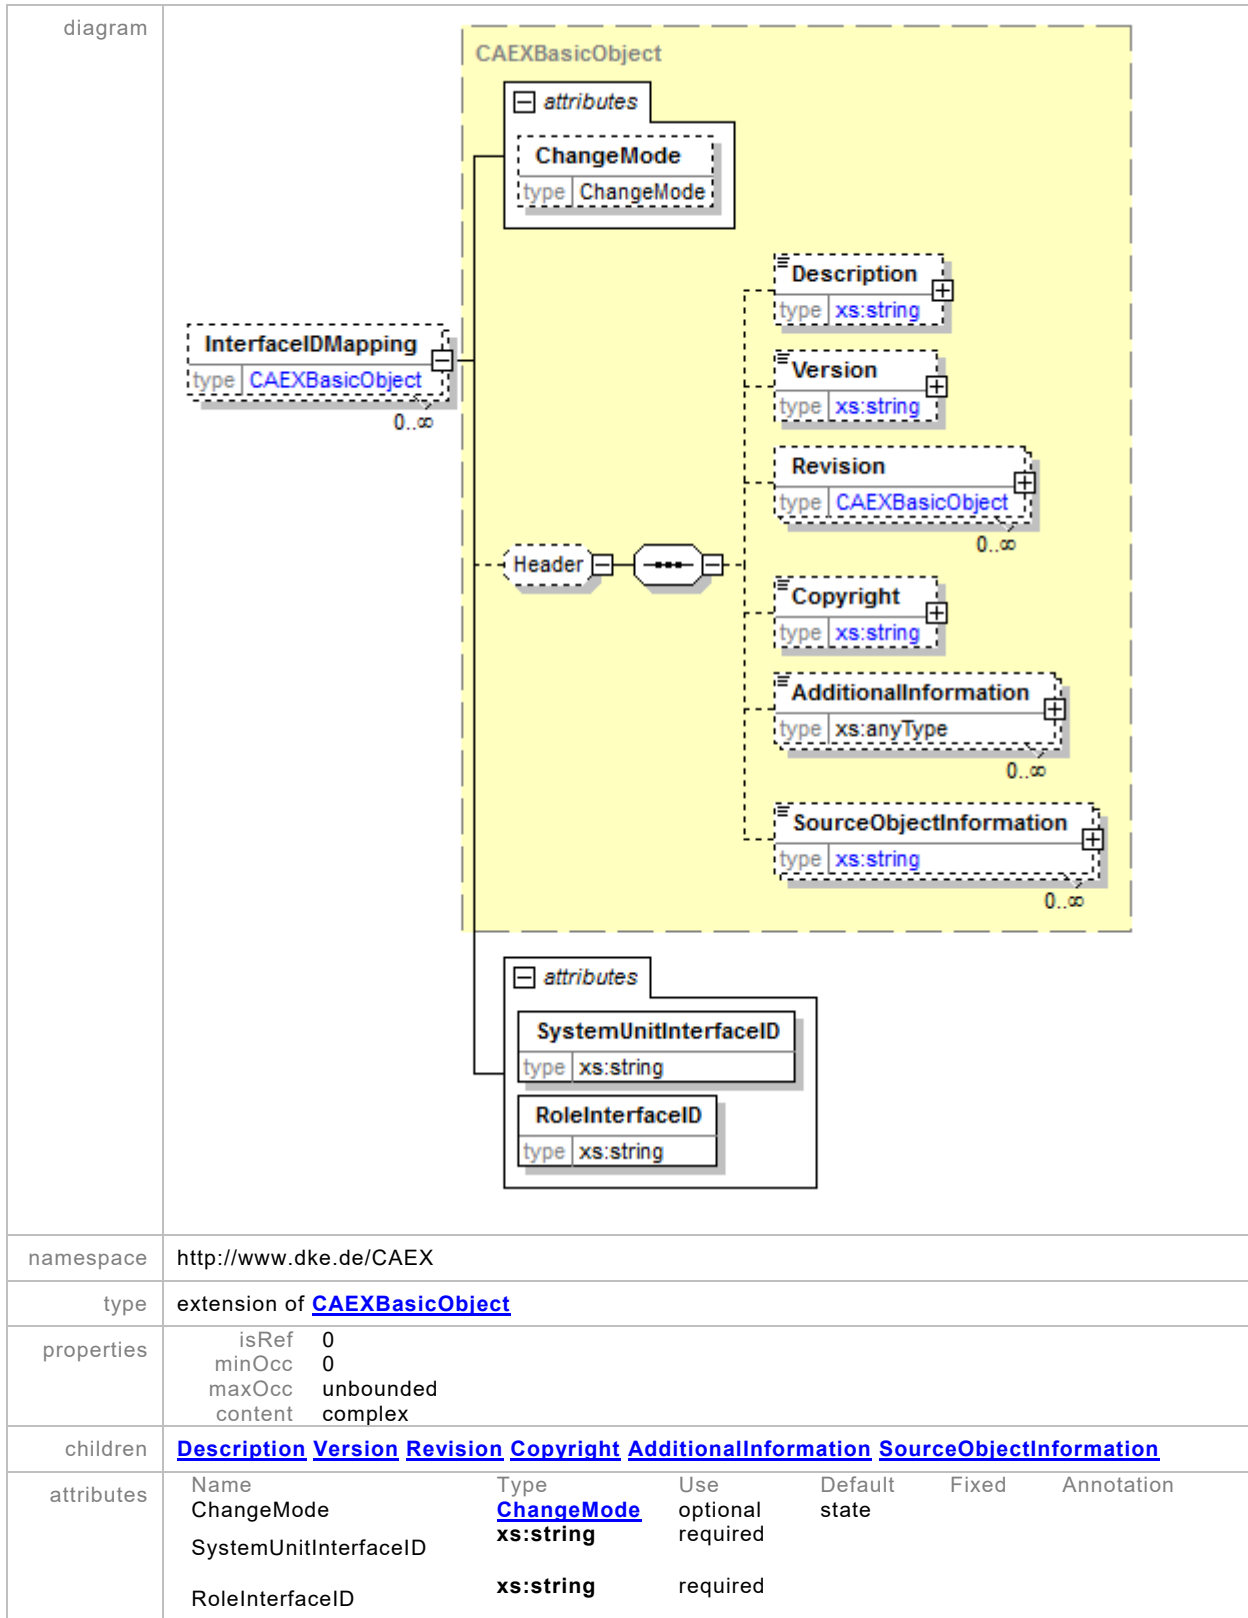 diagram
CAEXBasicObject
attributes
ChangeMode
type ChangeMode
Description
type xs:string
Version
type xs:string
InterfaceIDMapping
type CAEXBasicObject
0..∞
Revision
type CAEXBasicObject
0..∞
Header
Copyright
type xs:string
AdditionalInformation
type xs:anyType
0..∞
SourceObjectInformation
type xs:string
0..∞
attributes
SystemUnitInterfaceID
type xs:string
RoleInterfaceID
type xs:string
namespace http://www.dke.de/CAEX
type extension of CAEXBasicObject
properties isRef 0
minOcc 0
maxOcc unbounded
content complex
children Description Version Revision Copyright AdditionalInformation SourceObjectInformation
attributes Name Type Use Default Fixed Annotation
ChangeMode ChangeMode optional state
SystemUnitInterfaceID xs:string required
RoleInterfaceID xs:string required